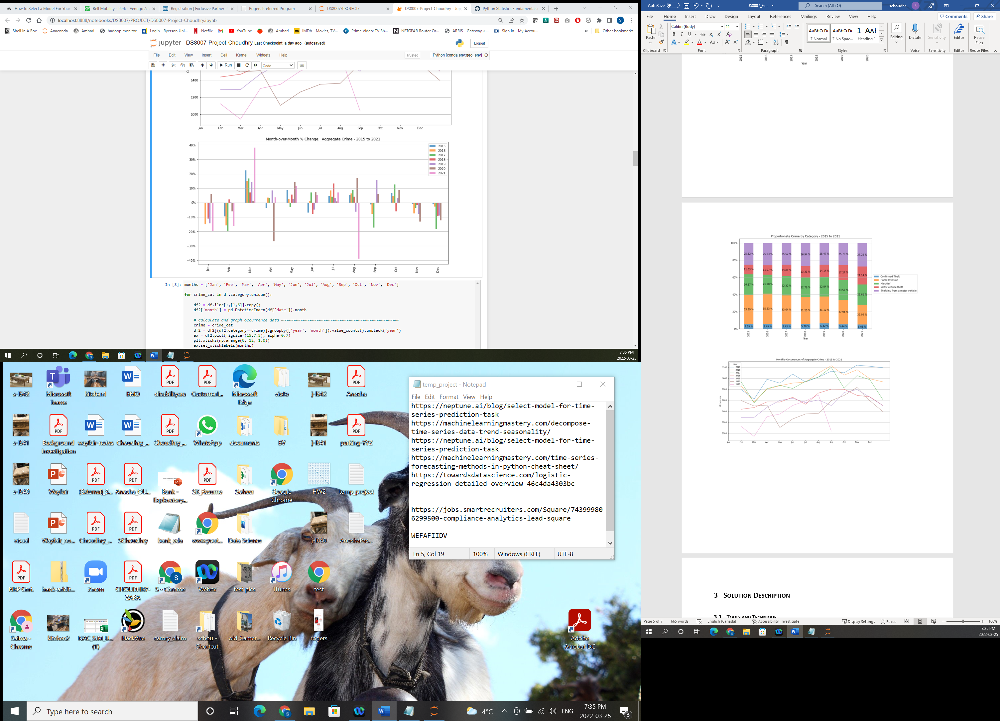 How to Select a Model For Your
Bell Mobility - Perk - Venngo //
Registration | Exclusive Partner P
Rogers Preferred Program
DS8007/PROJECT/
DS8007-Project-Choudhry - Jup
Python Statistics Fundamentals:
localhost:8888/notebooks/DS8007/PROJECT/DS8007-Project-Choudhry.ipynb
Shell In A Box
Anaconda
Ambari
hadoop monitor
Login - Ryerson Uni...
Netflix
YouTube
Ambari
IMDb - Movies, TV...
Prime Video: TV Sh...
NETGEAR Router Or...
ARRIS - Gateway >...
Sign In - My Accou...
»
Other bookmarks
jupyter DS8007-Project-Choudhry Last Checkpoint: a day ago (autosaved)
Logout
File Edit View Insert Cell Kernel Widgets Help
Trusted
Python [conda env:geo_env]
Run
Code
1400
1200
1000
Jan Feb Mar Apr May Jun Jul Aug Sep Oct Nov Dec
Month-over-Month % Change: Aggregate Crime - 2015 to 2021
40%
30%
20%
10%
0%
−10%
−20%
−30%
−40%
2015
2016
2017
2018
2019
2020
2021
Jan Feb Mar Apr May Jun Jul Aug Sep Oct Nov Dec
In [8]:
months = ['Jan', 'Feb', 'Mar', 'Apr', 'May', 'Jun', 'Jul', 'Aug', 'Sep', 'Oct', 'Nov', 'Dec']
for crime_cat in df.category.unique():
df2 = df.iloc[:,[1,6]].copy()
df2['month'] = pd.DatetimeIndex(df['date']).month
# calculate and graph occurrence data ~~~~~~~~~~~~~~~~~~~~~~~~~~~~~~~~~~~~~~~~~~~~~~~~~~~~~
crime = crime_cat
df2 = df2[(df2.category==crime)].groupby(['year', 'month']).value_counts().unstack('year')
ax = df2.plot(figsize=(15,7.5), alpha=0.7)
plt.xticks(np.arange(0, 12, 1.0))
ax.set_xticklabels(months)
7:35 PM
2022-03-25
AutoSave
DS8007_Fi...
Search (Alt+Q)
schoudhr .
S
File Home Insert Draw Design Layout References Mailings Review View Help
Comments
Share
Paste
Calibri (Body)
11
AaBbCcDc
¶ Normal
AaBbCcDc
¶ No Spac...
1 AAE
Heading 1
Editing
Dictate
Sensitivity
Editor
Reuse
Files
Clipboard Font Paragraph Styles Voice Sensitivity Editor Reuse Files
2015 2016 2017 2018 2019 2020
Year
Proportionate Crime by Category - 2015 to 2021
100%
80%
60%
40%
20%
0%
25.32 % 25.93 % 25.52 % 26.94 % 25.47 % 25.79 % 27.22 %
11.03 % 11.07 % 13.07 % 13.31 % 14.14 % 17.27 % 21.14 %
24.17 % 21.98 % 22.32 % 22.79 % 22.84 % 23.57 % 23.61 %
33.89 % 35.53 % 33.64 % 31.25 % 31.12 % 27.94 % 22.95 %
5.59 % 5.49 % 5.45 % 5.70 % 6.42 % 5.44 % 5.08 %
Confirmed Theft
Home Invasion
Mischief
Motor vehicle theft
Theft in / from a motor vehicle
2015 2016 2017 2018 2019 2020 2021
Year
Monthly Occurrences of Aggregate Crime - 2015 to 2021
year
2015
2016
2017
2018
2019
2020
2021
2200
2000
1800
1600
1400
1200
1000
Occurrence
Jan Feb Mar Apr May Jun Jul Aug Sep Oct Nov Dec
3 SOLUTION DESCRIPTION
3.1 TOOLS AND TECHNIQUE
Page 5 of 7
665 words
English (Canada)
Accessibility: Investigate
Display Settings
Focus
100%
7:35 PM
2022-03-25
s-l642
Microsoft
Teams
kitchen1
BMO
disabilitycra
CustomerI...
Microsoft
Edge
viofo
j-l642
Anosha
s-l641
Background
Investigation
wayfair-notes
Choudhry_...
Choudhry_...
WhatsApp
documents
BV
j-l641
parking-YYZ
s-l640
Wayfair
(External)_S...
Anosha_OU...
Bank -
Exploratory...
SK_Resume
Soheer
Google
Chrome
HW2
temp_project
visual
Wayfair_no...
Choudhry_...
SChoudhry
bank_eda
www.yout...
Data Science
j-l640
AnoshaPas...
NRP Cert.
bank-addit...
Zoom
CHOUDHRY-
ZARA
S - Chrome
Webex
test pics
iTunes
test
Saima -
Chrome
kitchen2
NAC_SIM_U...
(1)
BlackVue
camry_claim
schou -
Shortcut
old_Camer...
Recycle Bin
rogers
Adobe
Acrobat DC
temp_project - Notepad
File Edit Format View Help
https://neptune.ai/blog/select-model-for-time-
series-prediction-task
https://machinelearningmastery.com/decompose-
time-series-data-trend-seasonality/
https://neptune.ai/blog/select-model-for-time-
series-prediction-task
https://machinelearningmastery.com/time-series-
forecasting-methods-in-python-cheat-sheet/
https://towardsdatascience.com/logistic-
regression-detailed-overview-46c4da4303bc
https://jobs.smartrecruiters.com/Square/74399980
6299500-compliance-analytics-lead-square
WEFAFIIDV
Ln 5, Col 19
100%
Windows (CRLF)
UTF-8
Type here to search
4°C
ENG
7:35 PM
2022-03-25
3